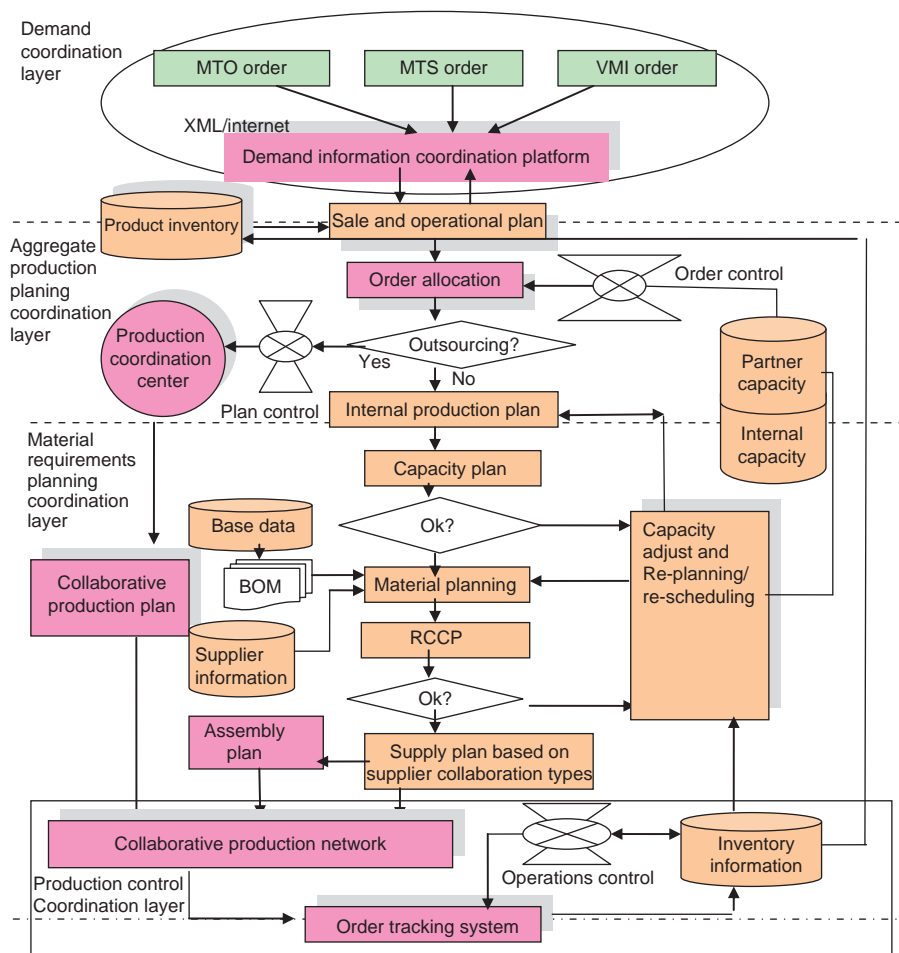 Demand
coordination
layer
MTO order
MTS order
VMI order
XML/internet
Demand information coordination platform
Product inventory
Sale and operational plan
Aggregate
production
planing
coordination
layer
Order allocation
Order control
Production
coordination
center
Outsourcing?
Yes
No
Plan control
Partner
capacity
Internal
capacity
Internal production plan
Material
requirements
planning
coordination
layer
Capacity plan
Base data
Ok?
Capacity
adjust and
Re-planning/
re-scheduling
BOM
Material planning
Collaborative
production plan
Supplier
information
RCCP
Ok?
Assembly
plan
Supply plan based on
supplier collaboration types
Collaborative production network
Operations control
Inventory
information
Production control
Coordination layer
Order tracking system